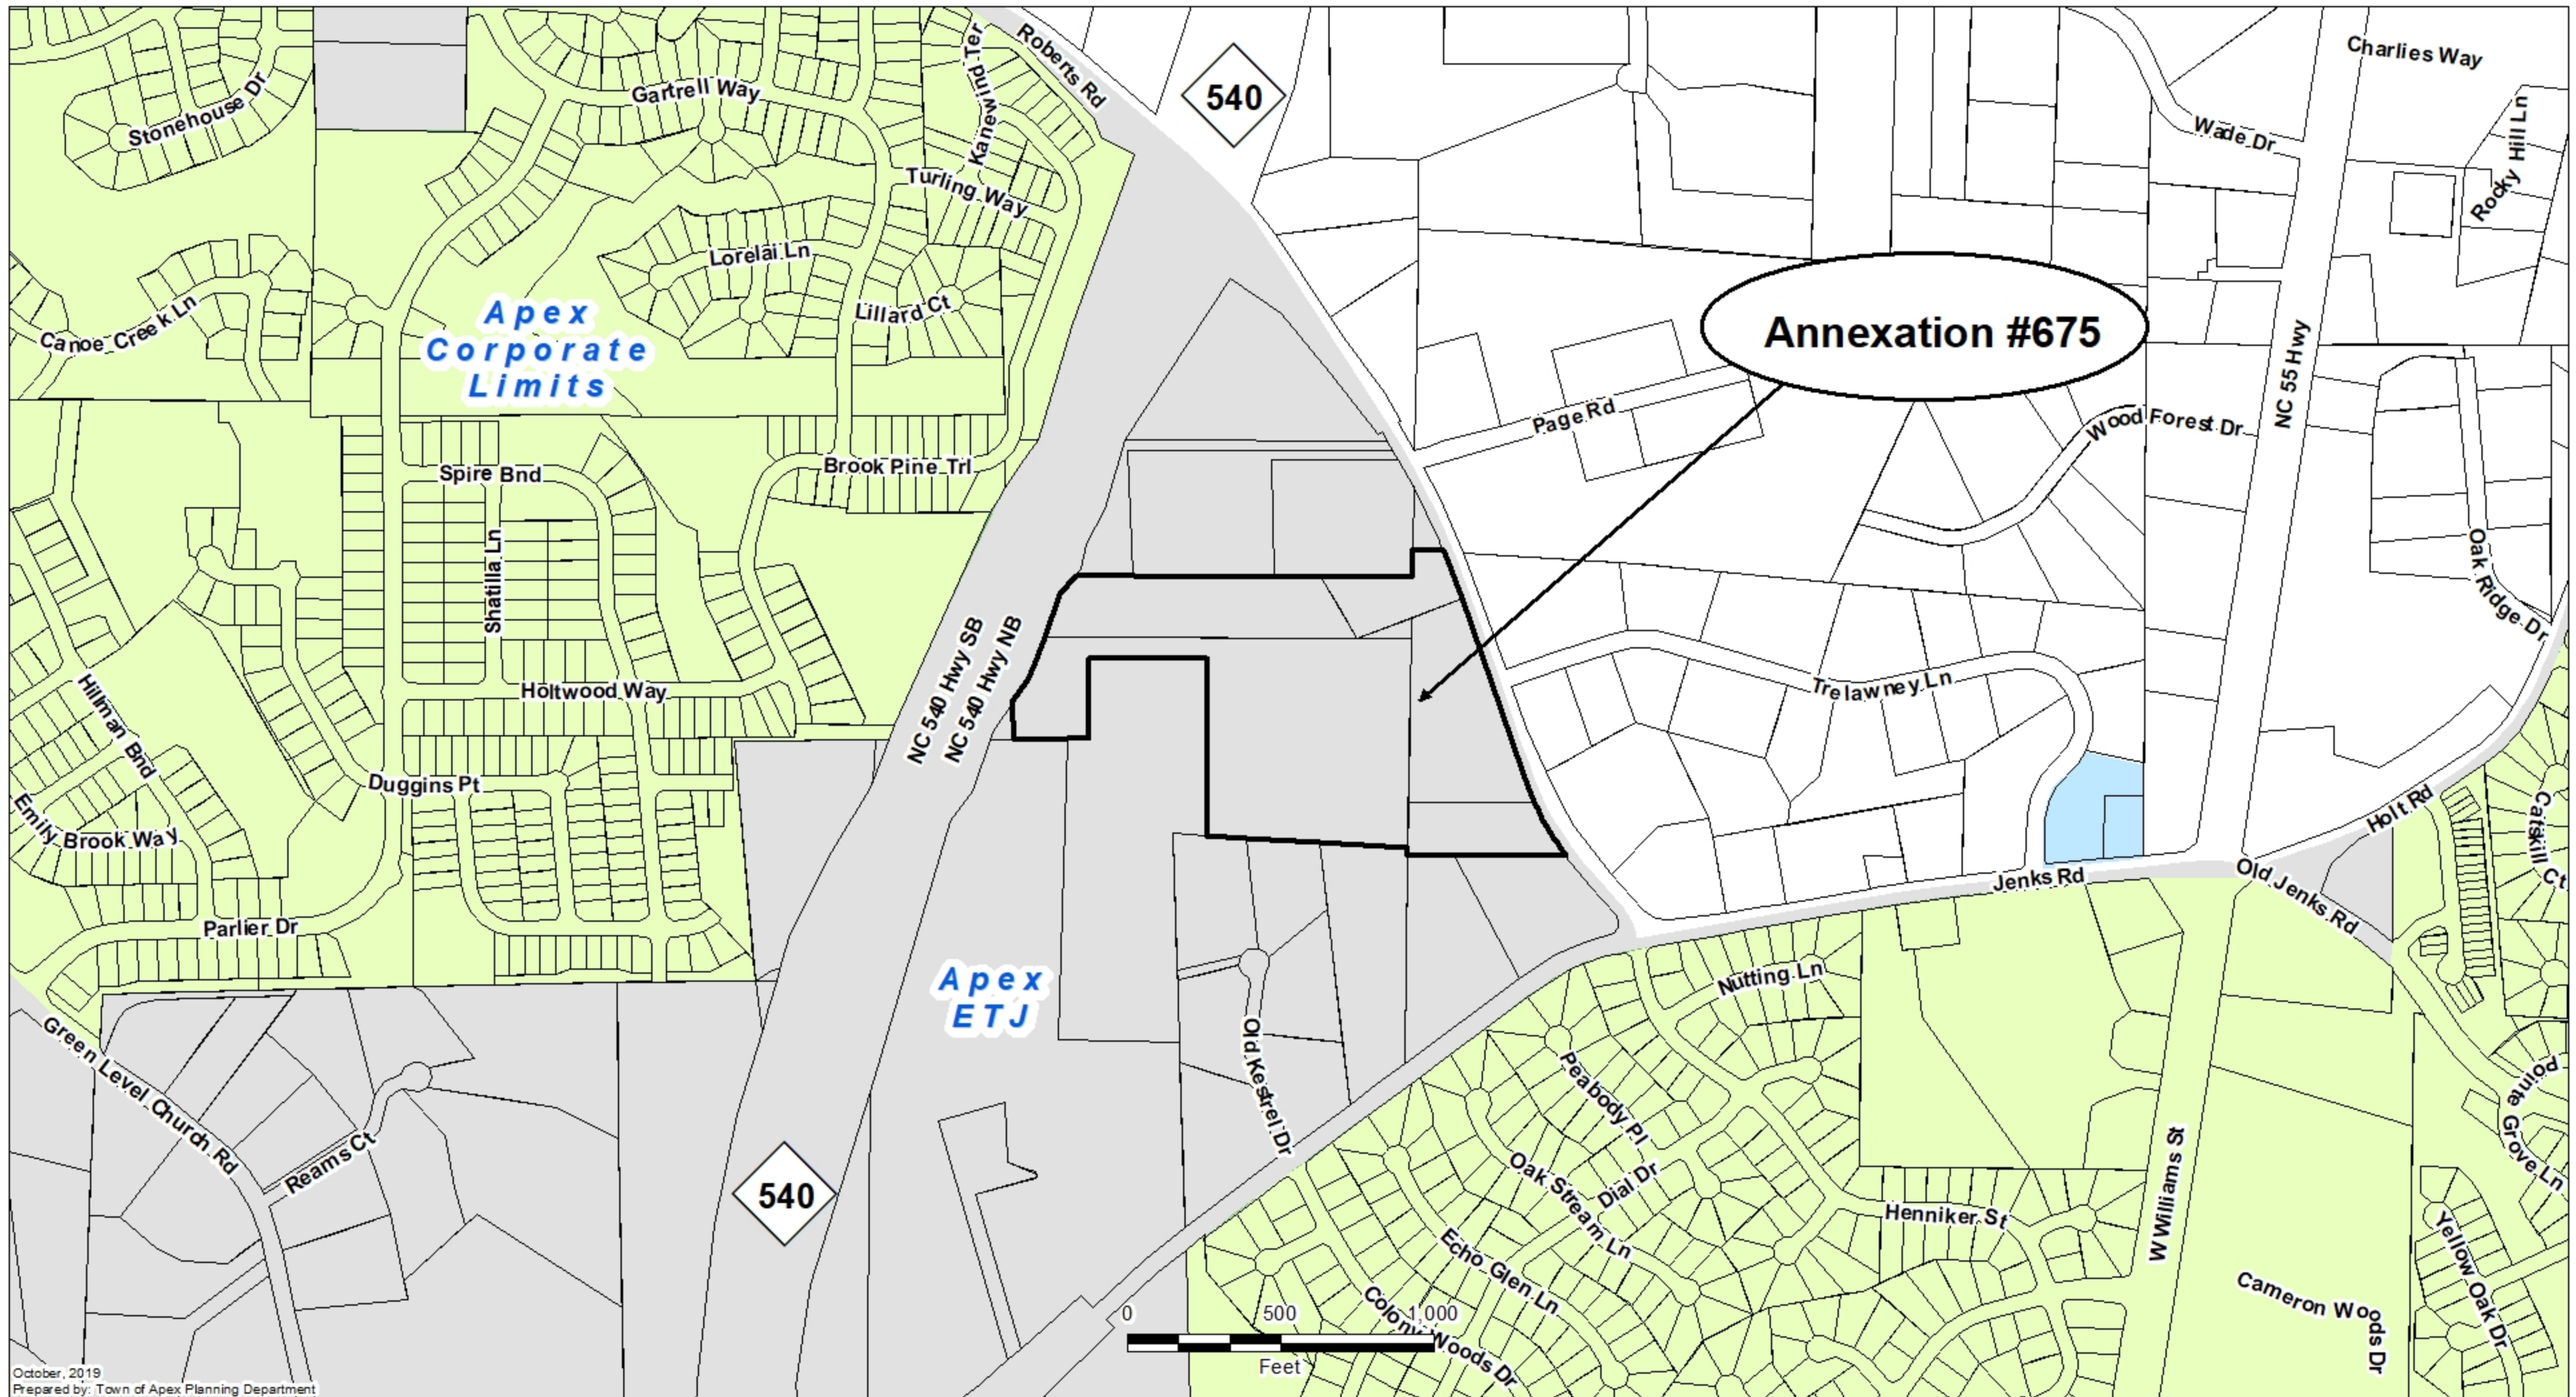 Charlies Way
Roberts Rd
Kanewind Ter
540
Stonehouse Dr
Gartrell Way
Wade Dr
Rocky Hill Ln
Turling Way
Lorelai Ln
Lillard Ct
Canoe Creek Ln
Apex
Corporate
Limits
Annexation #675
NC 55 Hwy
Page Rd
Wood Forest Dr
Spire Bnd
Brook Pine Trl
Shatilla Ln
Oak Ridge Dr
NC 540 Hwy SB
NC 540 Hwy NB
Holtwood Way
Trelawney Ln
Hillman Bnd
Duggins Pt
Emily Brook Way
Holt Rd
Catskill Ct
Jenks Rd
Old Jenks Rd
Parlier Dr
Apex
ETJ
Nutting Ln
Green Level Church Rd
Old Kestrel Dr
Peabody Pl
Pointe Grove Ln
Reams Ct
540
Oak Stream Ln
Dial Dr
Henniker St
W Williams St
Echo Glen Ln
Yellow Oak Dr
Cameron Woods Dr
Colony Woods Dr
0 500 1,000
Feet
October, 2019
Prepared by: Town of Apex Planning Department